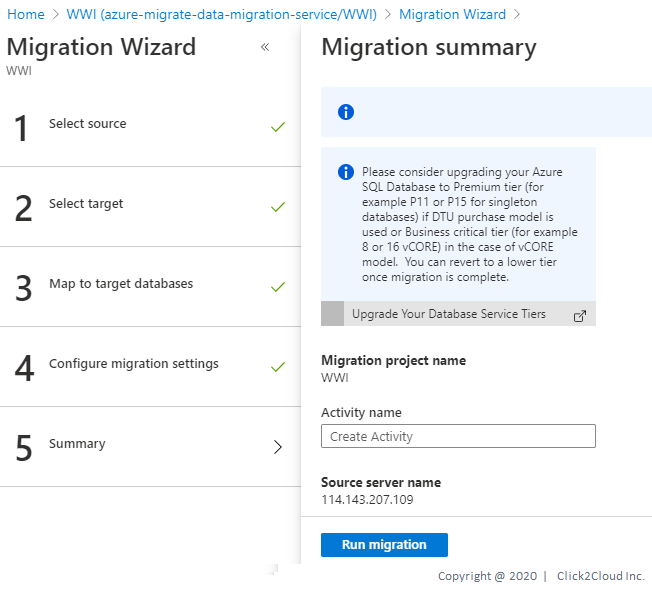 Home > WWI (azure-migrate-data-migration-service/WWI) > Migration Wizard >
Migration Wizard «
WWI
1 Select source
2 Select target
3 Map to target databases
4 Configure migration settings
5 Summary
Migration summary
Please consider upgrading your Azure
SQL Database to Premium tier (for
example P11 or P15 for singleton
databases) if DTU purchase model is
used or Business critical tier (for example
8 or 16 vCORE) in the case of vCORE
model. You can revert to a lower tier
once migration is complete.
Upgrade Your Database Service Tiers
Migration project name
WWI
Activity name
Create Activity
Source server name
114.143.207.109
Run migration
Copyright @ 2020 | Click2Cloud Inc.